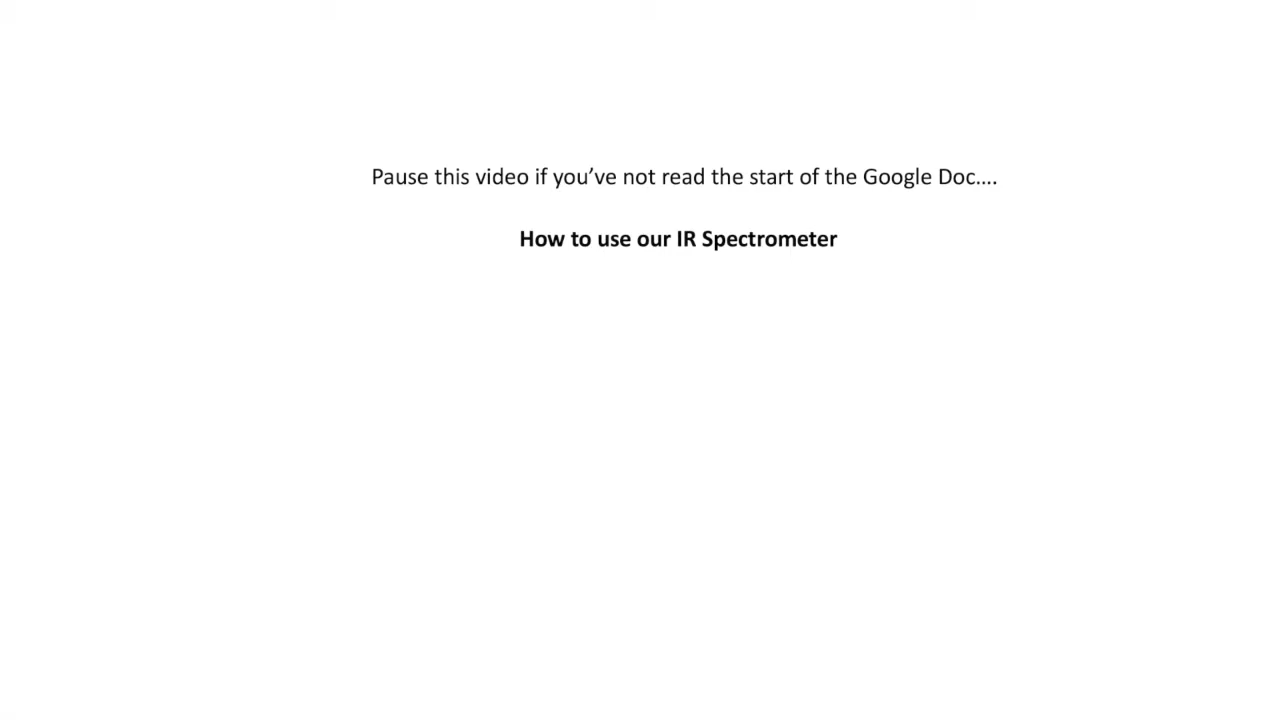 Pause this video if you’ve not read the start of the Google Doc….
How to use our IR Spectrometer